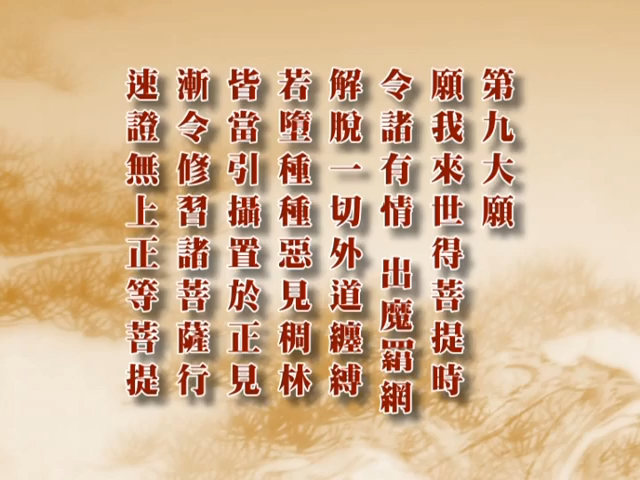 第九大願
願我來世得菩提時
令諸有情 出魔羂網
解脫一切外道纏縛
若墮種種惡見稠林
皆當引攝置於正見
漸令修習諸菩薩行
速證無上正等菩提